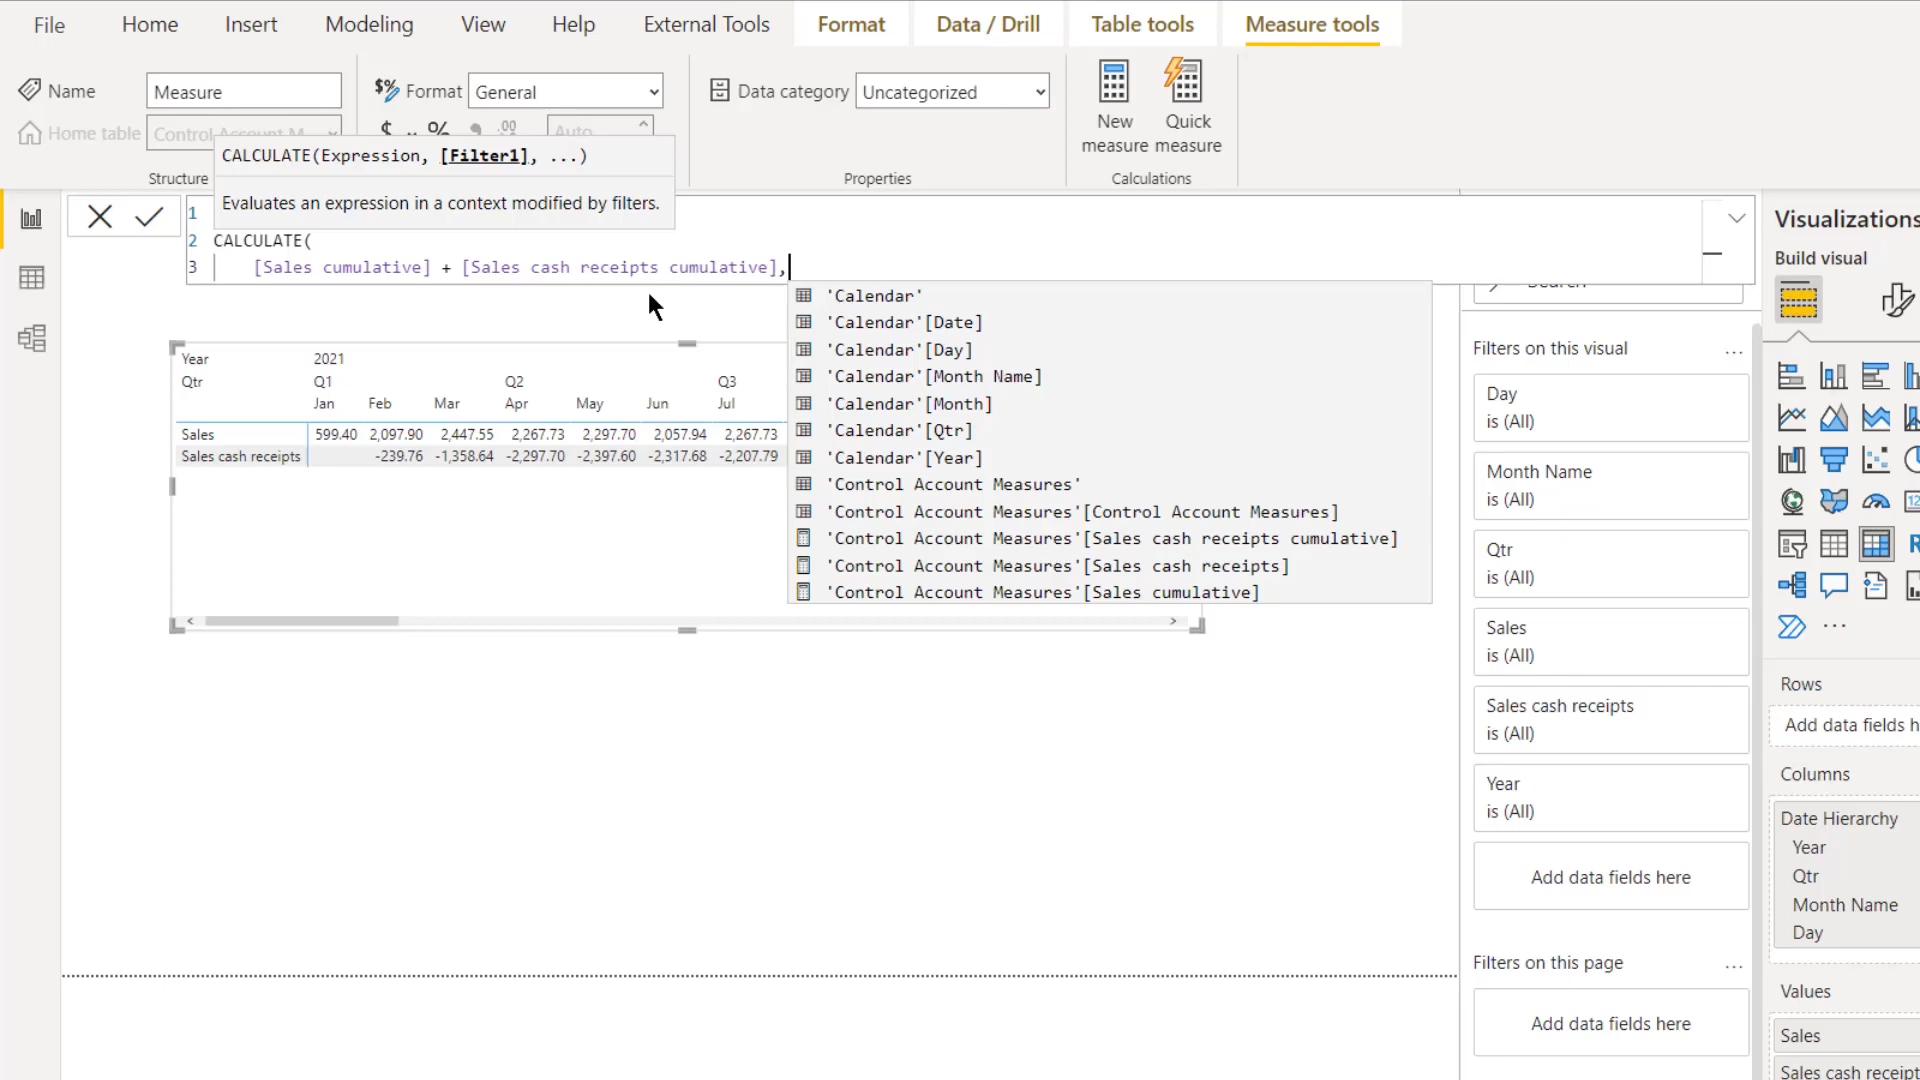 File Home Insert Modeling View Help External Tools Format Data / Drill Table tools Measure tools
Name Measure
$% Format General
Data category Uncategorized
New measure
Quick measure
Home table
$ %
.00
Auto
CALCULATE(Expression, [Filter1], ...)
Evaluates an expression in a context modified by filters.
Structure
Properties
Calculations
1
2 CALCULATE(
3 [Sales cumulative] + [Sales cash receipts cumulative],
'Calendar'
'Calendar'[Date]
'Calendar'[Day]
'Calendar'[Month Name]
'Calendar'[Month]
'Calendar'[Qtr]
'Calendar'[Year]
'Control Account Measures'
'Control Account Measures'[Control Account Measures]
'Control Account Measures'[Sales cash receipts cumulative]
'Control Account Measures'[Sales cash receipts]
'Control Account Measures'[Sales cumulative]
Year 2021
Qtr Q1 Q2 Q3
Jan Feb Mar Apr May Jun Jul
Sales 599.40 2,097.90 2,447.55 2,267.73 2,297.70 2,057.94 2,267.73
Sales cash receipts -239.76 -1,358.64 -2,297.70 -2,397.60 -2,317.68 -2,207.79
Filters on this visual ...
Day
is (All)
Month Name
is (All)
Qtr
is (All)
Sales
is (All)
Sales cash receipts
is (All)
Year
is (All)
Add data fields here
Filters on this page ...
Add data fields here
Visualizations
Build visual
...
Rows
Add data fields h
Columns
Date Hierarchy
Year
Qtr
Month Name
Day
Values
Sales
Sales cash receipt